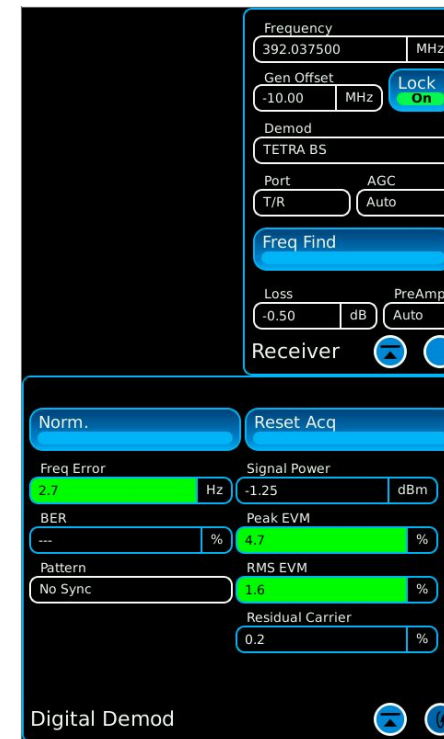 Frequency
392.037500 MHz
Gen Offset
-10.00 MHz Lock On
Demod
TETRA BS
Port AGC
T/R Auto
Freq Find
Loss PreAmp
-0.50 dB Auto
Receiver
Norm. Reset Acq
Freq Error Signal Power
2.7 Hz -1.25 dBm
BER Peak EVM
--- % 4.7 %
Pattern RMS EVM
No Sync 1.6 %
Residual Carrier
0.2 %
Digital Demod